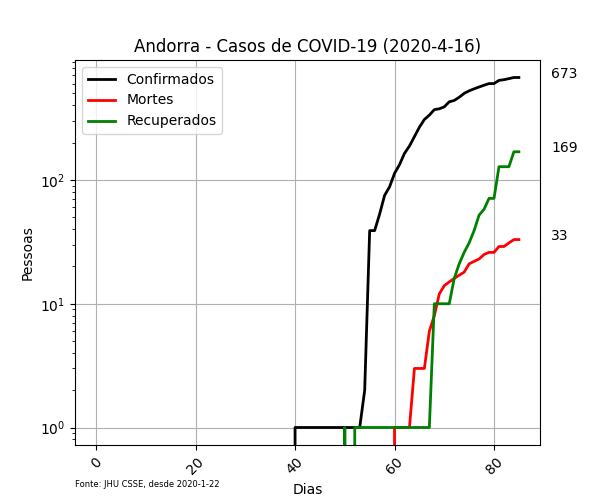 Andorra - Casos de COVID-19 (2020-4-16)
Confirmados
Mortes
Recuperados
673
169
33
Pessoas
10²
10¹
10⁰
0 20 40 60 80
Dias
Fonte: JHU CSSE, desde 2020-1-22